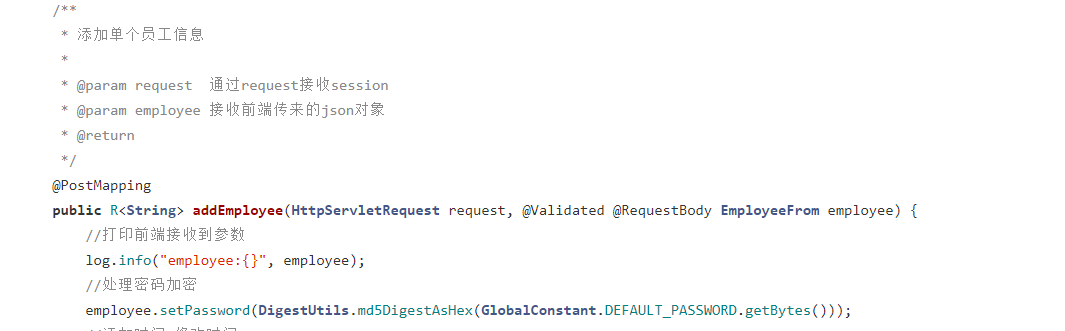 /**
* 添加单个员工信息
*
* @param request  通过request接收session
* @param employee 接收前端传来的json对象
* @return
*/
@PostMapping
public R<String> addEmployee(HttpServletRequest request, @Validated @RequestBody EmployeeFrom employee) {
//打印前端接收到参数
log.info("employee:{}", employee);
//处理密码加密
employee.setPassword(DigestUtils.md5DigestAsHex(GlobalConstant.DEFAULT_PASSWORD.getBytes()));